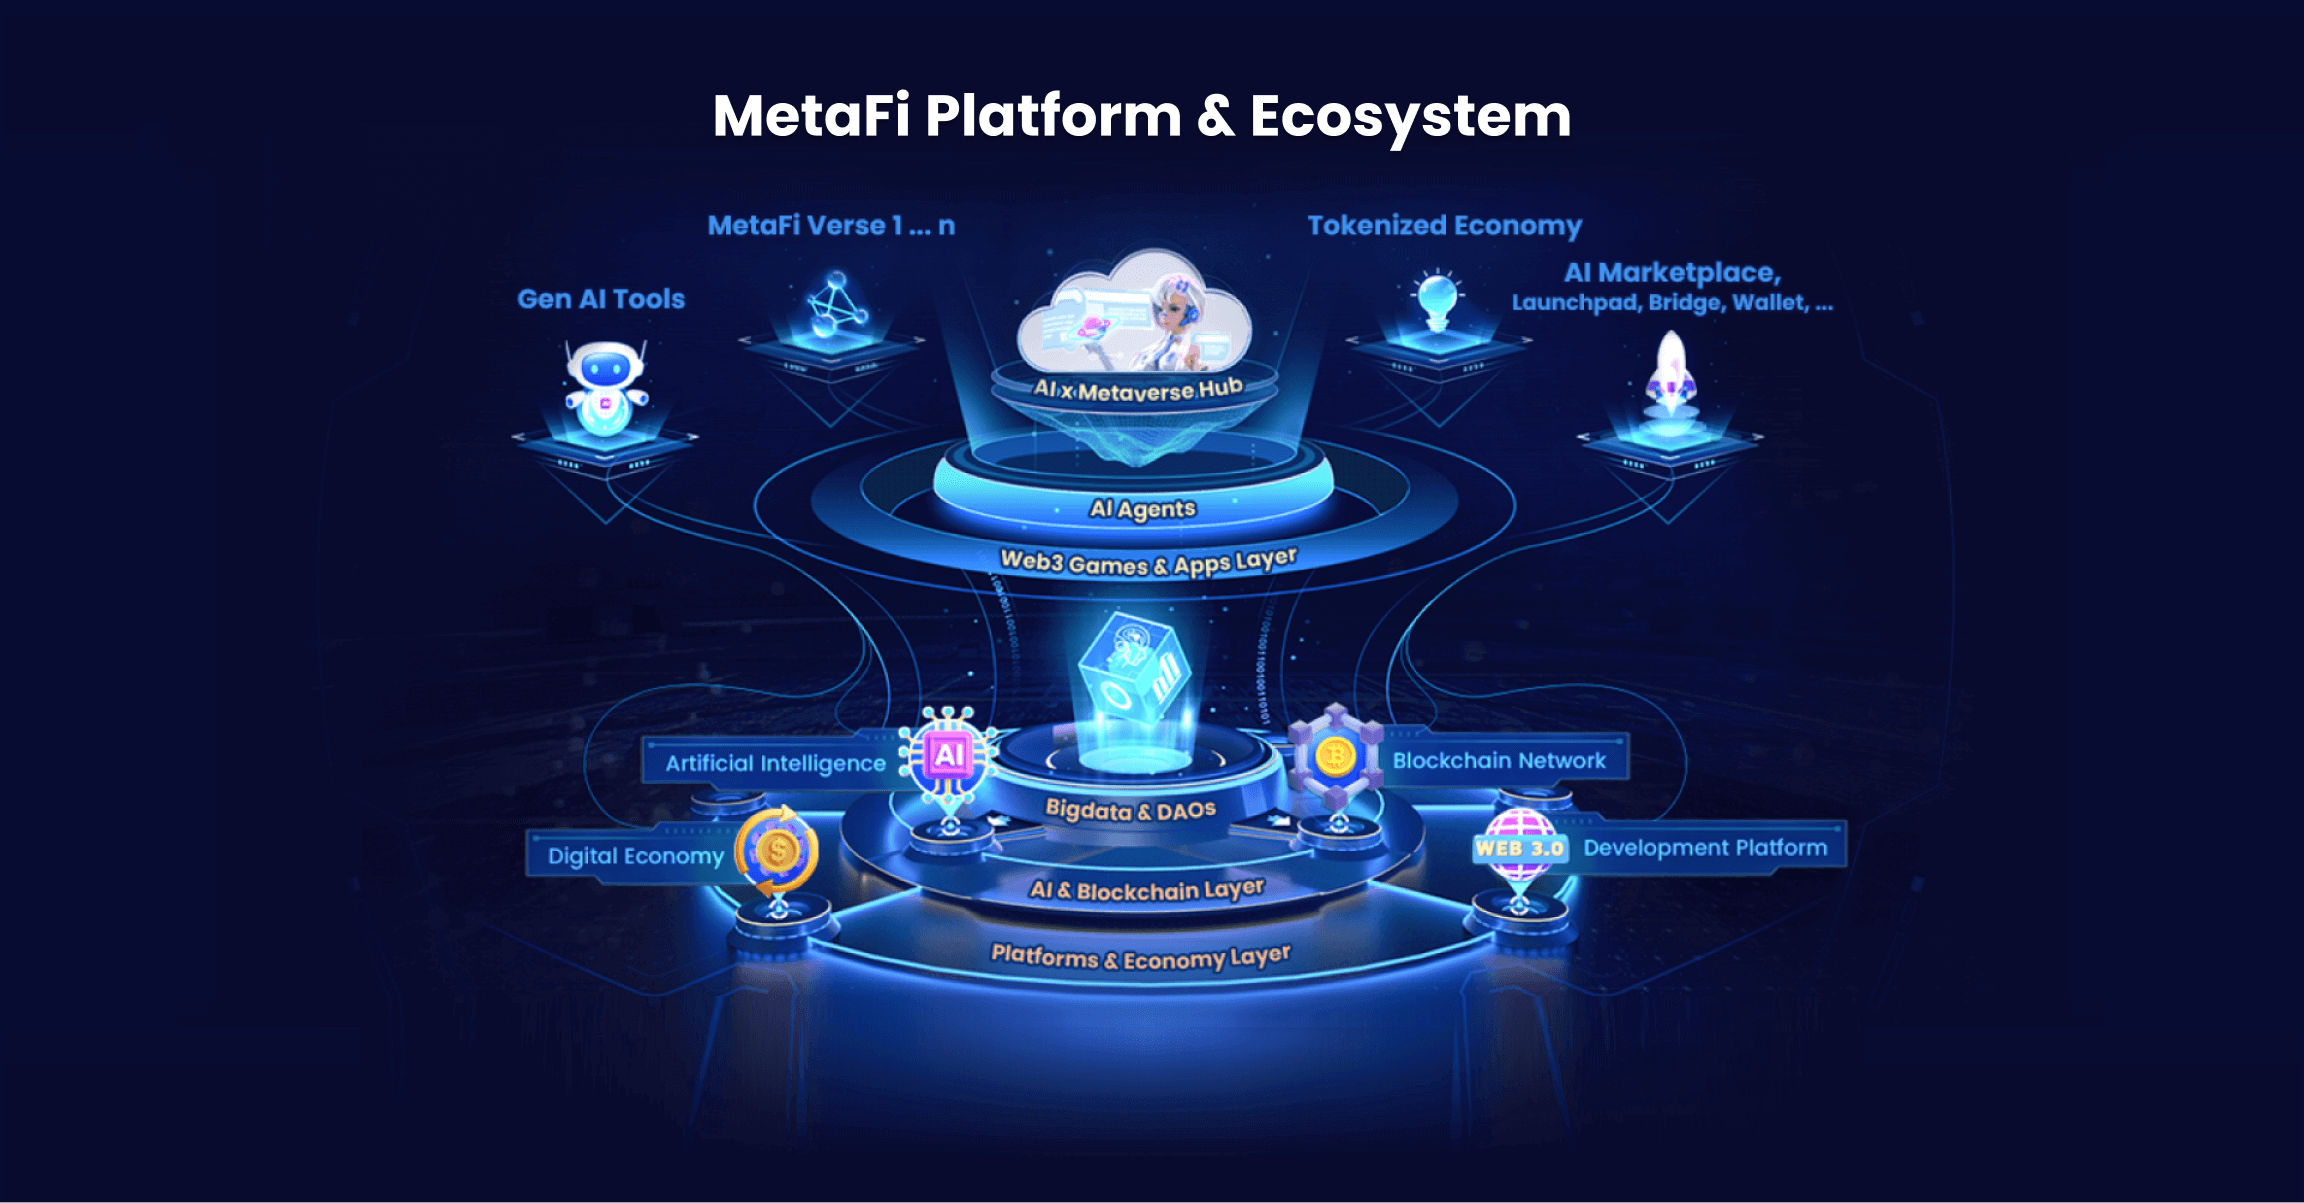 MetaFi Platform & Ecosystem
MetaFi Verse 1 ... n
Tokenized Economy
AI Marketplace,
Launchpad, Bridge, Wallet, ...
Gen AI Tools
AI x Metaverse Hub
AI Agents
Web3 Games & Apps Layer
Artificial Intelligence
AI
Blockchain Network
Bigdata & DAOs
Digital Economy
$
WEB 3.0
Development Platform
AI & Blockchain Layer
Platforms & Economy Layer